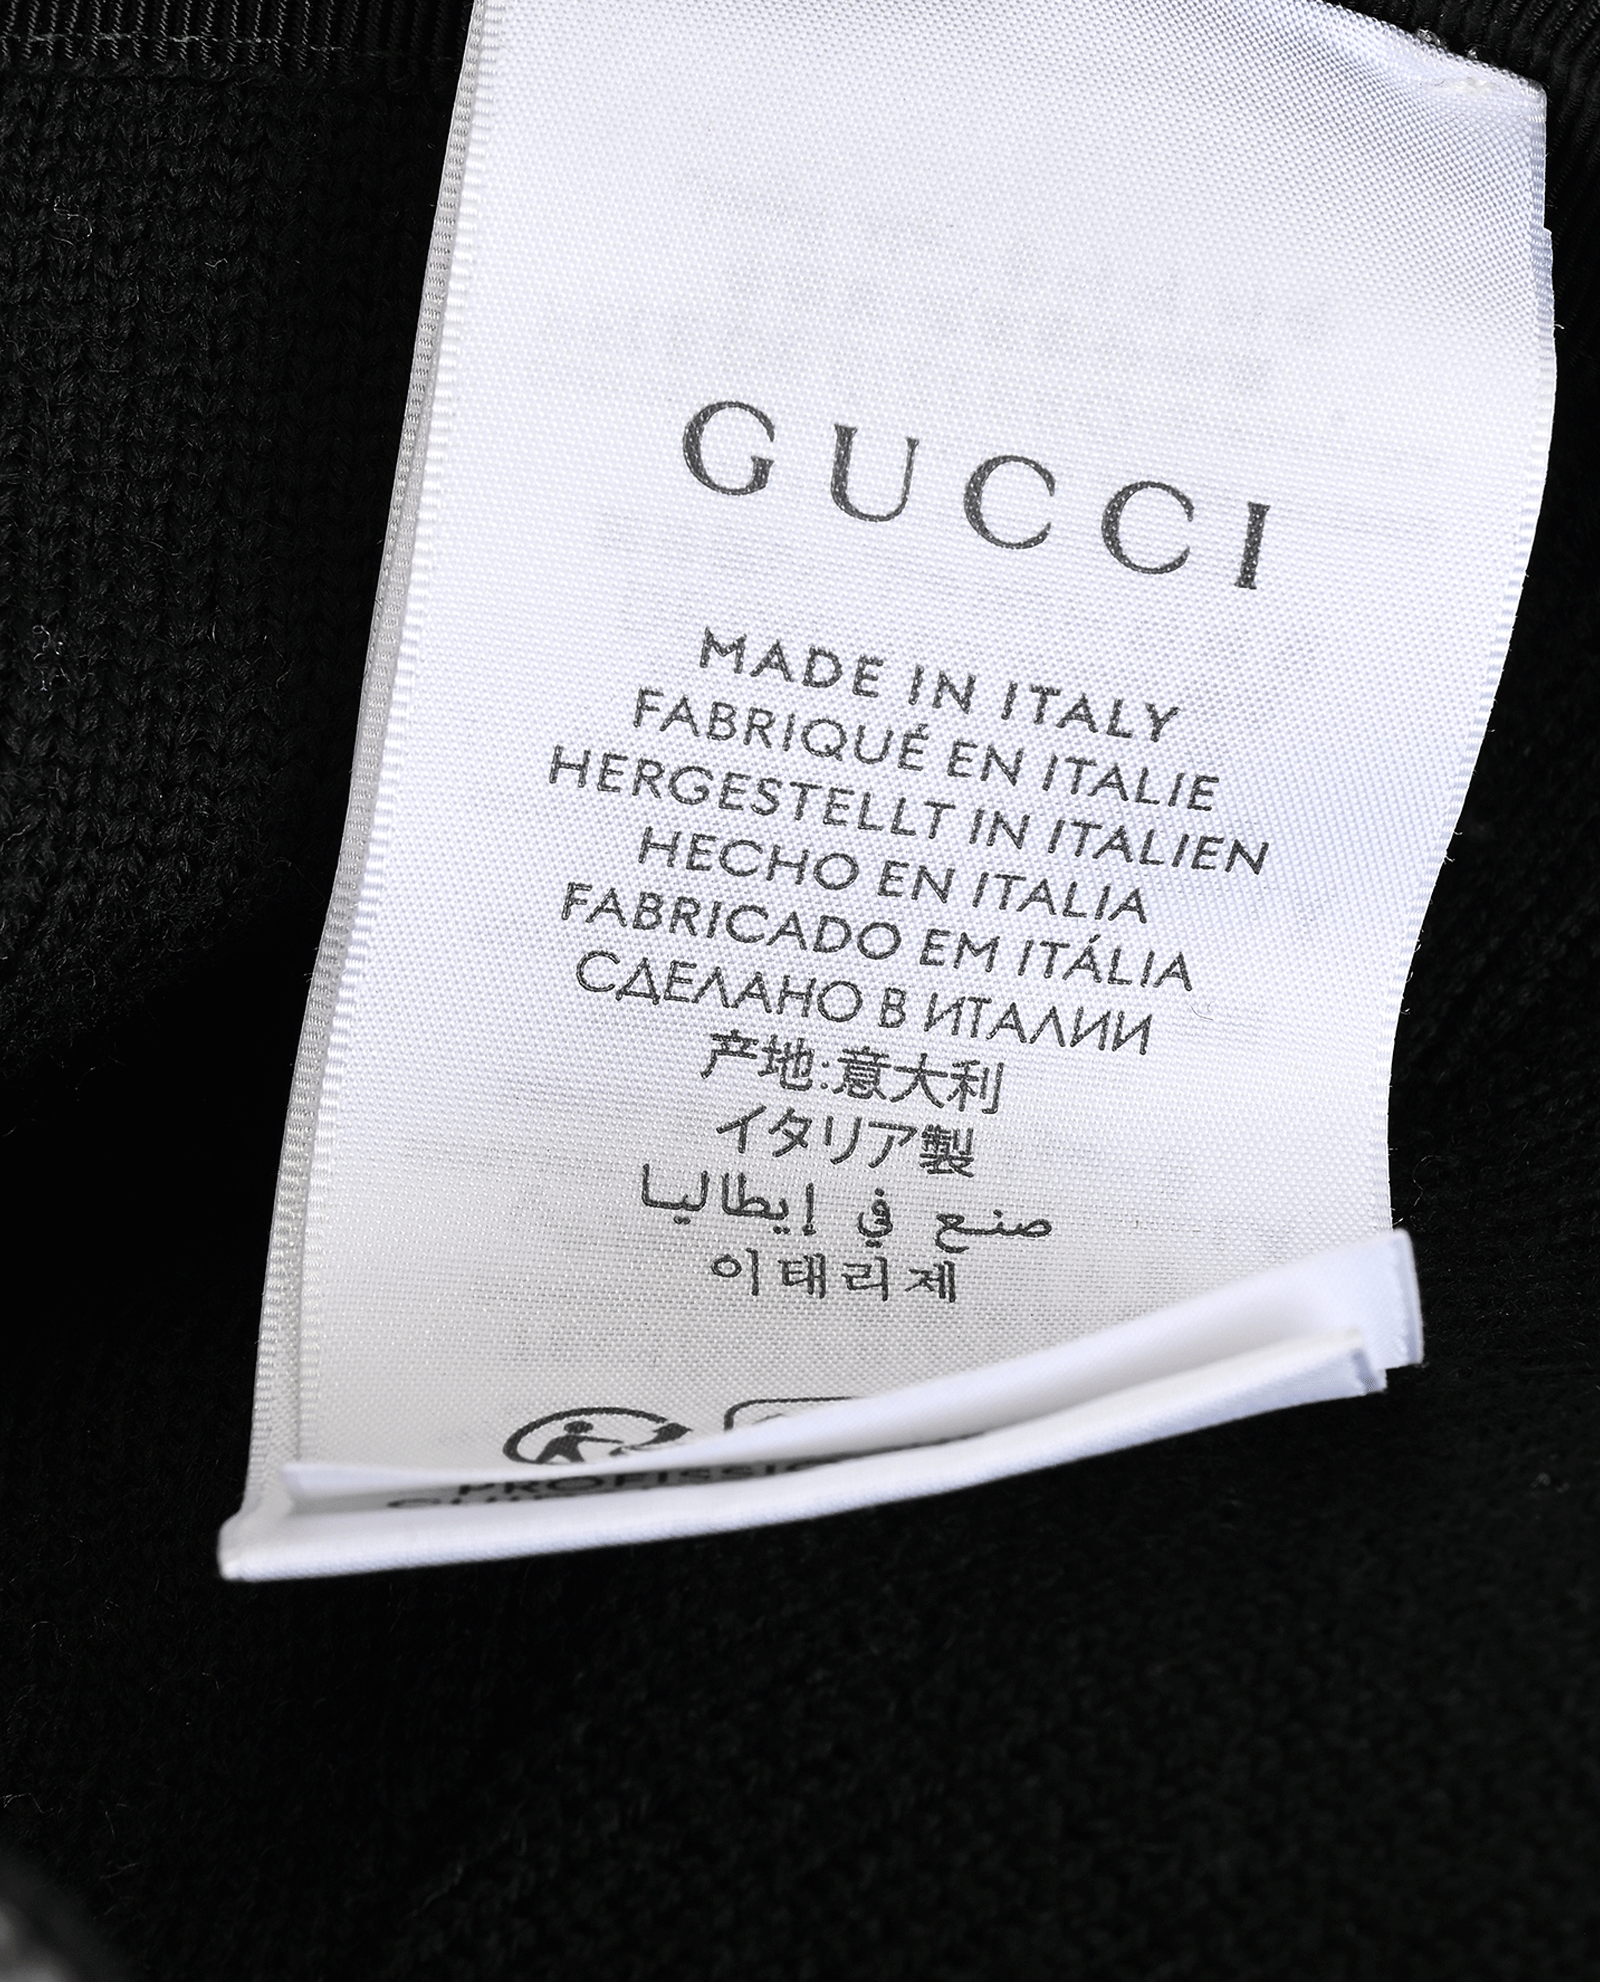 GUCCI
MADE IN ITALY
FABRIQUÉ EN ITALIE
HERGESTELLT IN ITALIEN
HECHO EN ITALIA
FABRICADO EM ITÁLIA
СДЕЛАНО В ИТАЛИИ
产地:意大利
イタリア製
صنع في إيطاليا
이태리제